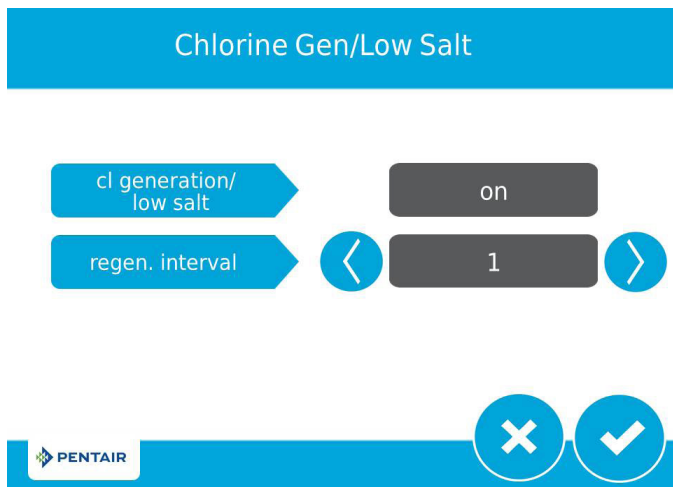 Chlorine Gen/Low Salt
cl generation/
low salt
on
regen. interval
1
PENTAIR